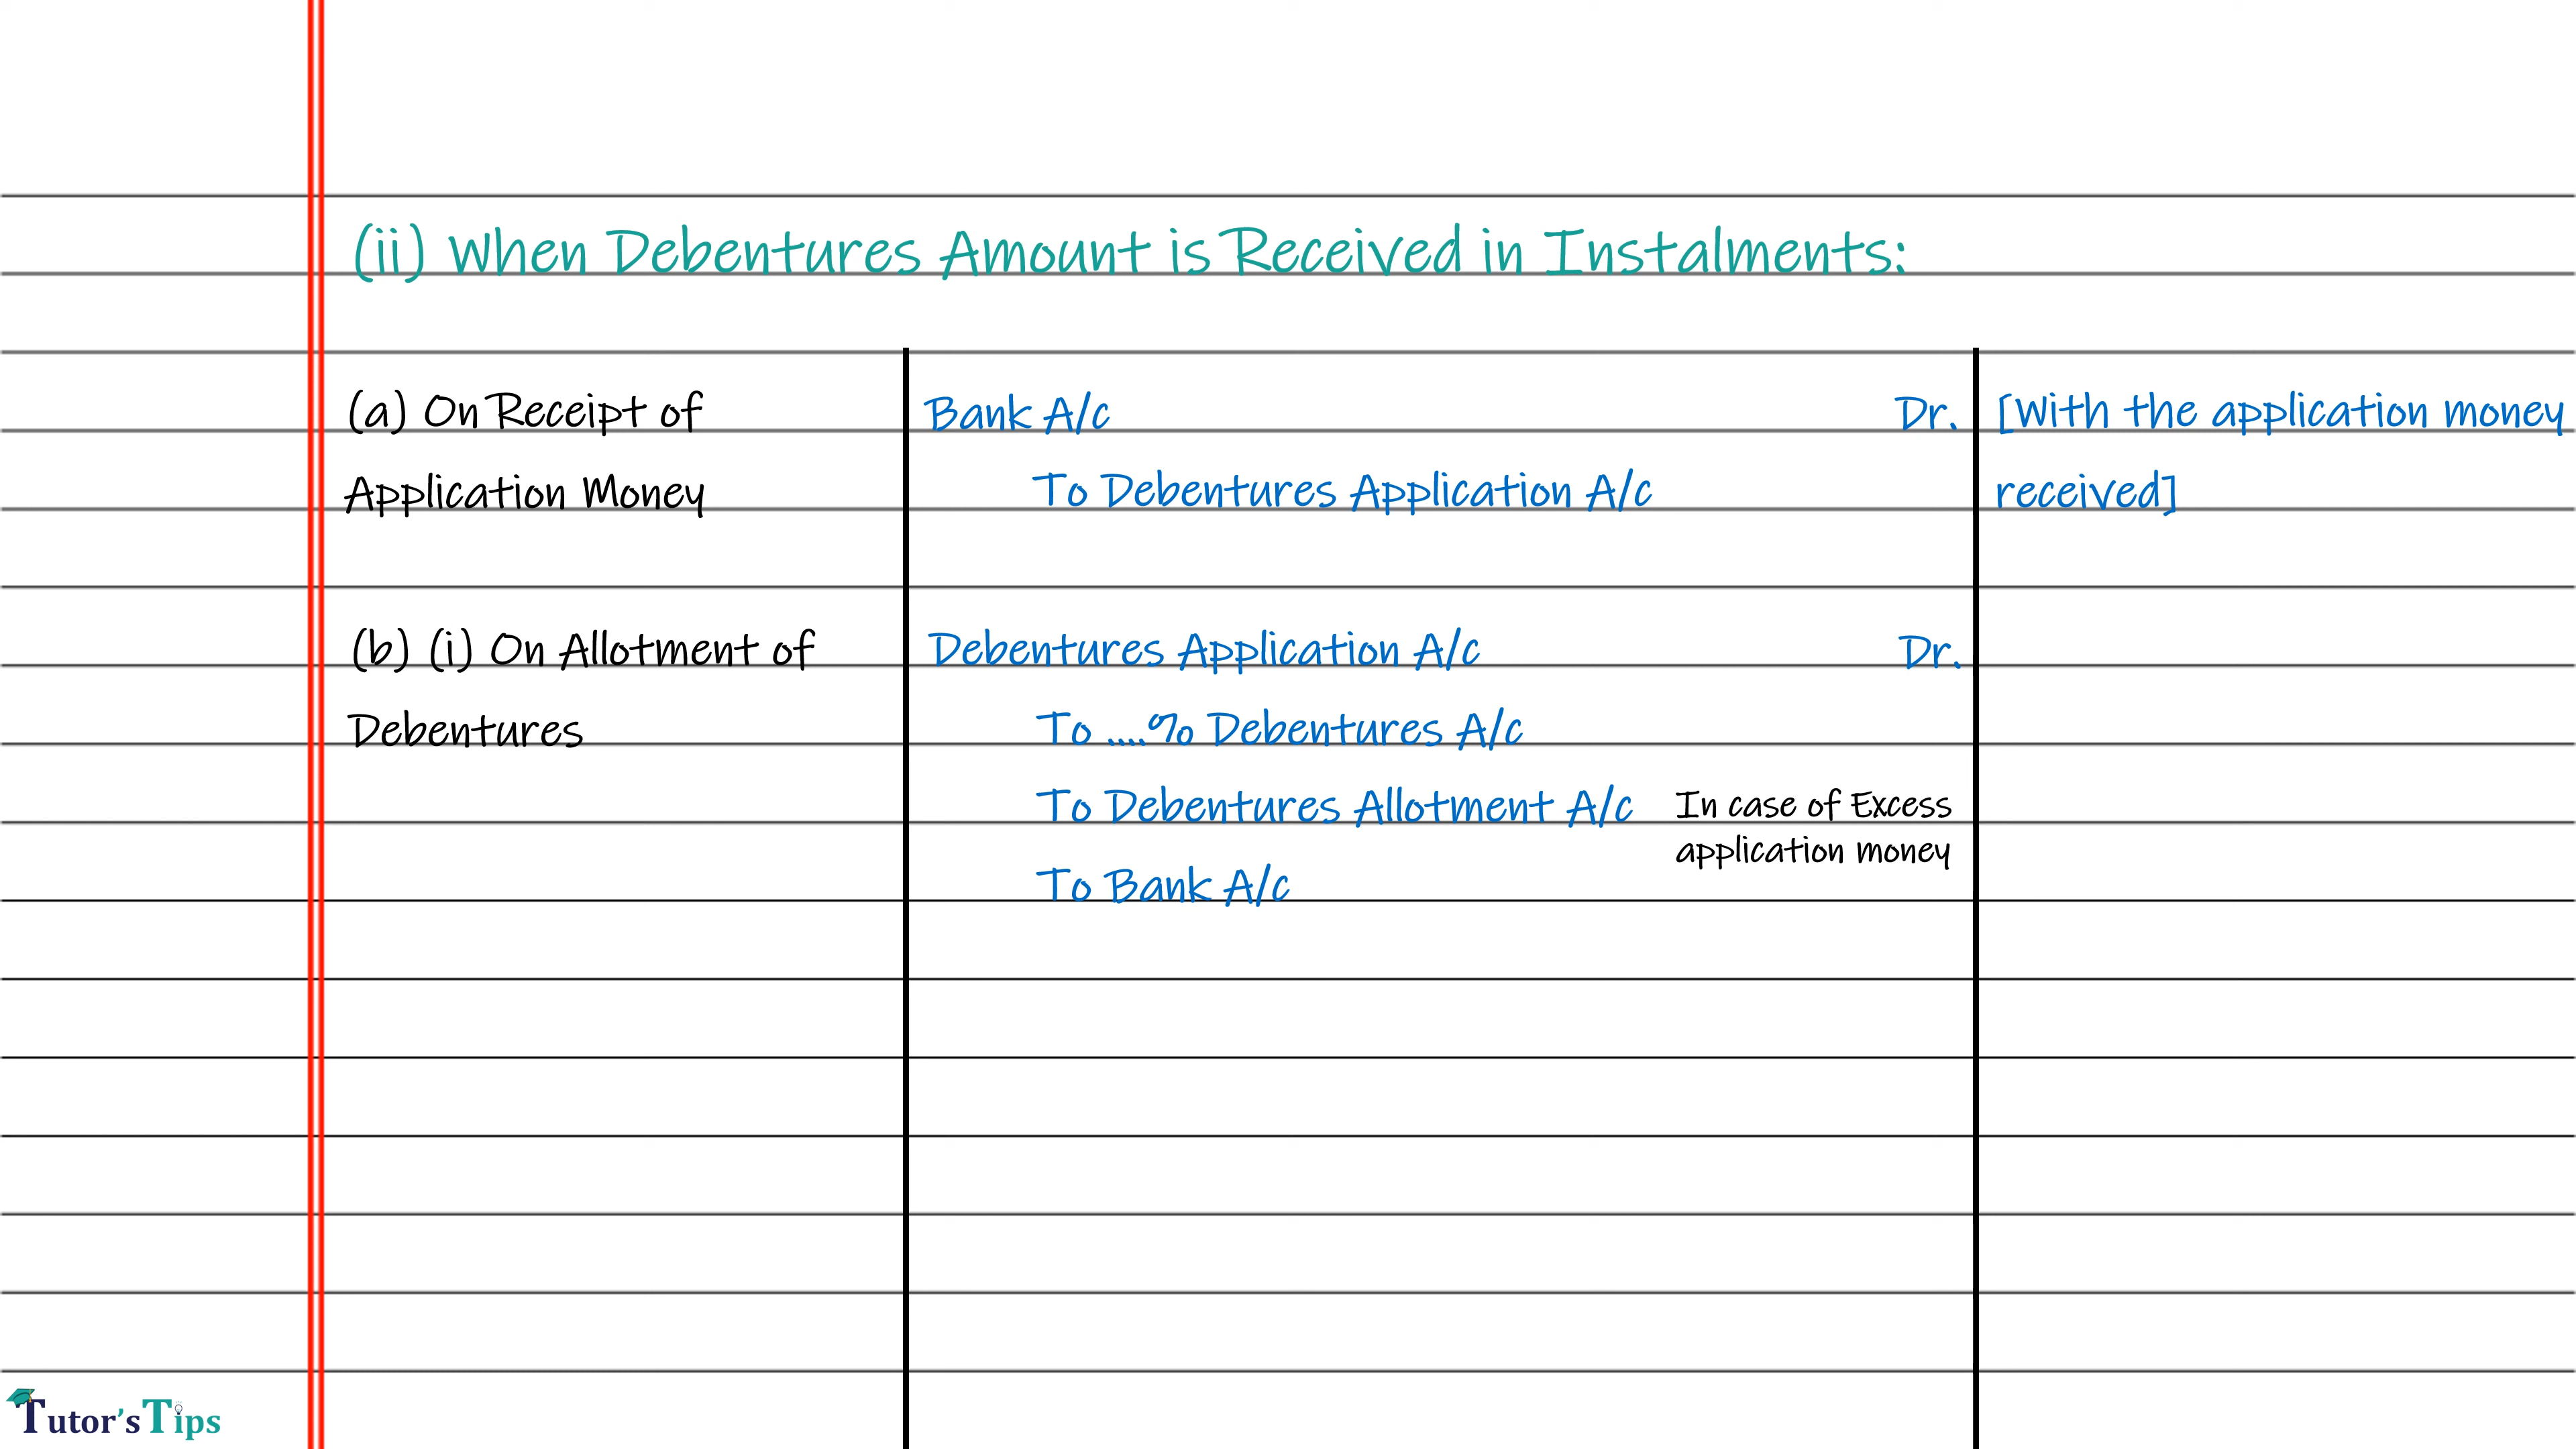 (ii) When Debentures Amount is Received in Instalments:
(a) On Receipt of
Application Money
Bank A/c Dr.
To Debentures Application A/c
[With the application money
received]
(b) (i) On Allotment of
Debentures
Debentures Application A/c Dr.
To ....% Debentures A/c
To Debentures Allotment A/c
To Bank A/c
In case of Excess
application money
Tutor's Tips